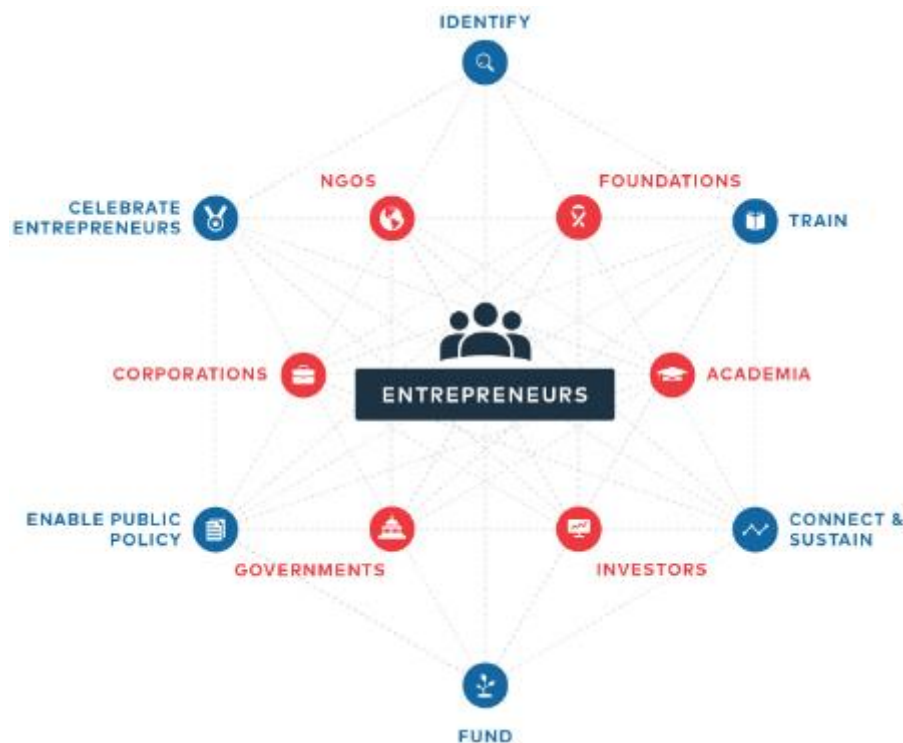 IDENTIFY
NGOS
FOUNDATIONS
CELEBRATE
ENTREPRENEURS
TRAIN
CORPORATIONS
ACADEMIA
ENTREPRENEURS
ENABLE PUBLIC
POLICY
CONNECT &
SUSTAIN
GOVERNMENTS
INVESTORS
FUND